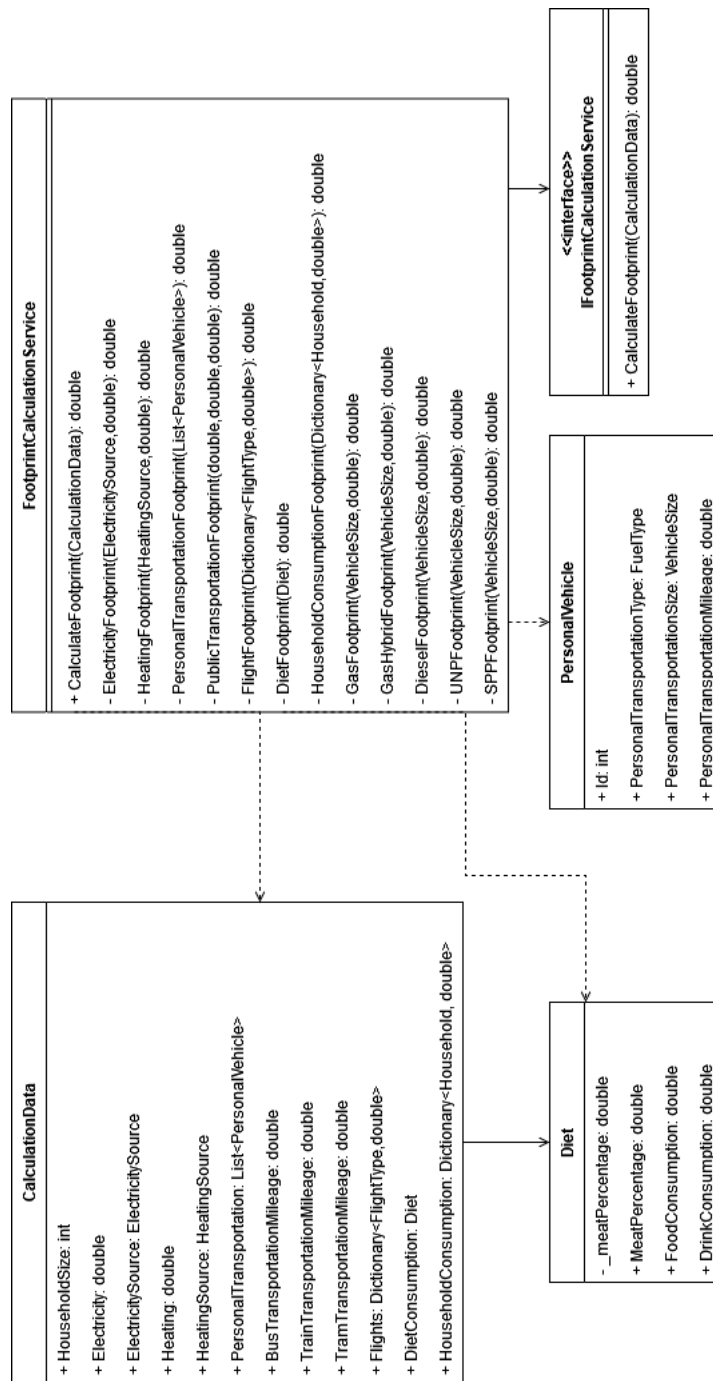 CalculationData
+ HouseholdSize: int
+ Electricity: double
+ ElectricitySource: ElectricitySource
+ Heating: double
+ HeatingSource: HeatingSource
+ PersonalTransportation: List<PersonalVehicle>
+ BusTransportationMileage: double
+ TrainTransportationMileage: double
+ TramTransportationMileage: double
+ Flights: Dictionary<FlightType,double>
+ DietConsumption: Diet
+ HouseholdConsumption: Dictionary<Household, double>
FootprintCalculationService
+ CalculateFootprint(CalculationData): double
- ElectricityFootprint(ElectricitySource,double): double
- HeatingFootprint(HeatingSource,double): double
- PersonalTransportationFootprint(List<PersonalVehicle>): double
- PublicTransportationFootprint(double,double,double): double
- FlightFootprint(Dictionary<FlightType,double>): double
- DietFootprint(Diet): double
- HouseholdConsumptionFootprint(Dictionary<Household,double>): double
- GasFootprint(VehicleSize,double): double
- GasHybridFootprint(VehicleSize,double): double
- DieselFootprint(VehicleSize,double): double
- UNPFootprint(VehicleSize,double): double
- SPPFootprint(VehicleSize,double): double
Diet
- _meatPercentage: double
+ MeatPercentage: double
+ FoodConsumption: double
+ DrinkConsumption: double
PersonalVehicle
+ Id: int
+ PersonalTransportationType: FuelType
+ PersonalTransportationSize: VehicleSize
+ PersonalTransportationMileage: double
<<interface>>
IFootprintCalculationService
+ CalculateFootprint(CalculationData): double